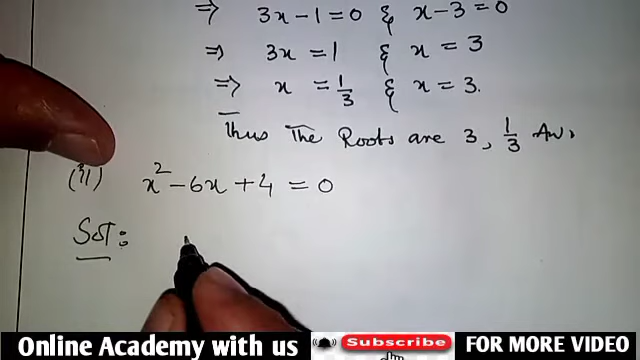 ⇒ 3x-1=0 & x-3=0
⇒ 3x=1 & x=3
⇒ x=1/3 & x=3.
Thus The Roots are 3, 1/3 Ans
x²-6x+4=0
Sol:
Online Academy with us Subscribe FOR MORE VIDEO